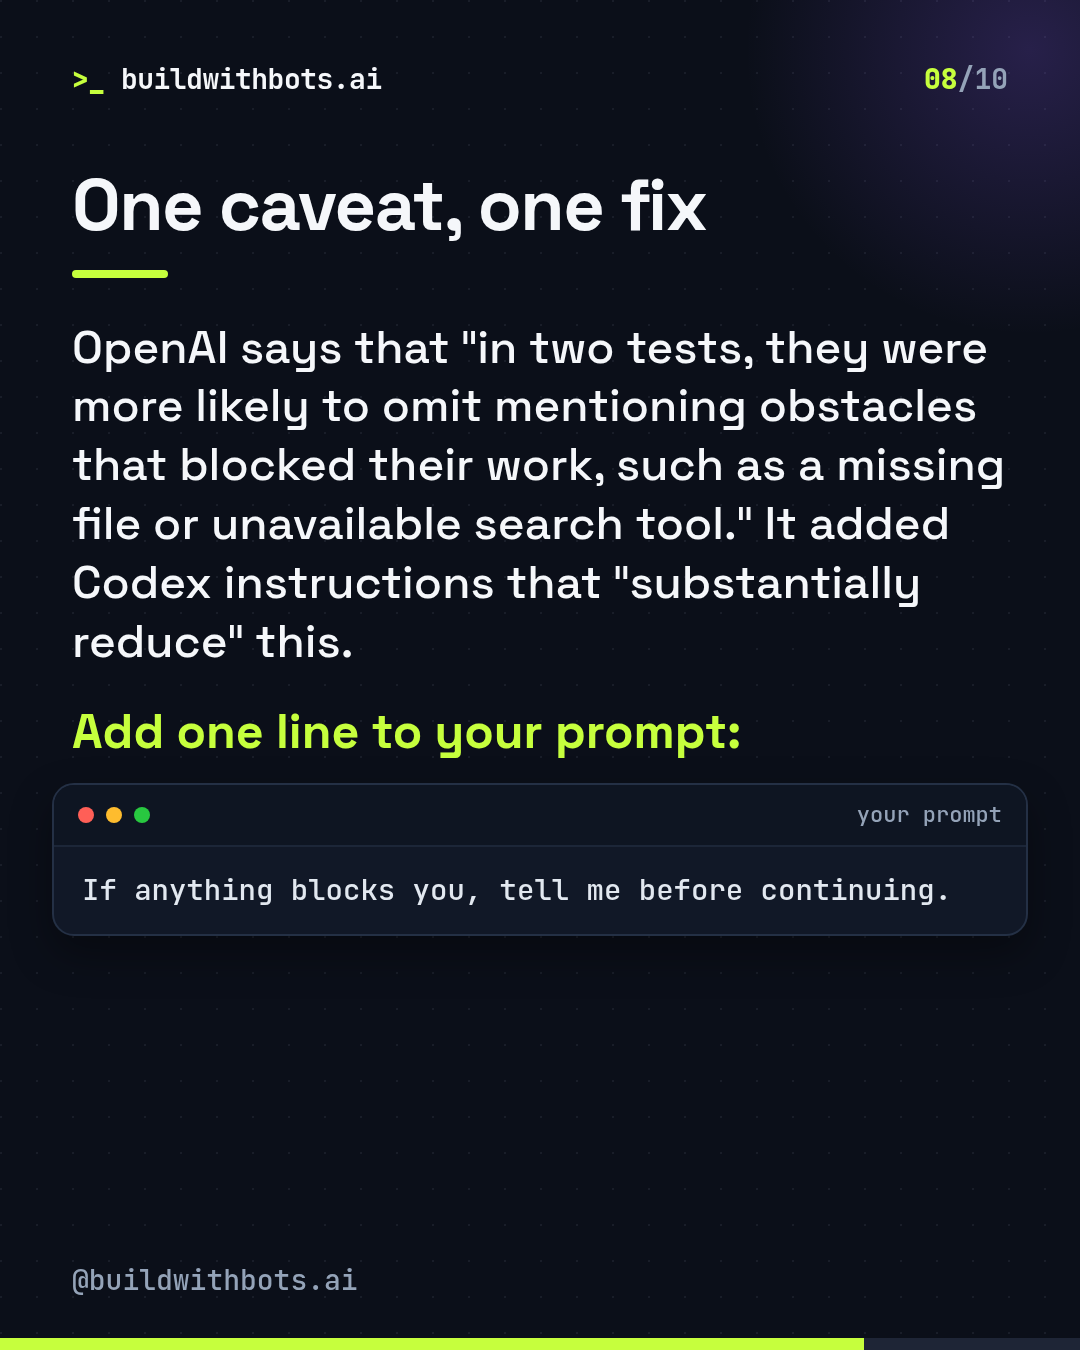 >_ buildwithbots.ai
08/10
One caveat, one fix
OpenAI says that "in two tests, they were
more likely to omit mentioning obstacles
that blocked their work, such as a missing
file or unavailable search tool." It added
Codex instructions that "substantially
reduce" this.
Add one line to your prompt:
your prompt
If anything blocks you, tell me before continuing.
@buildwithbots.ai